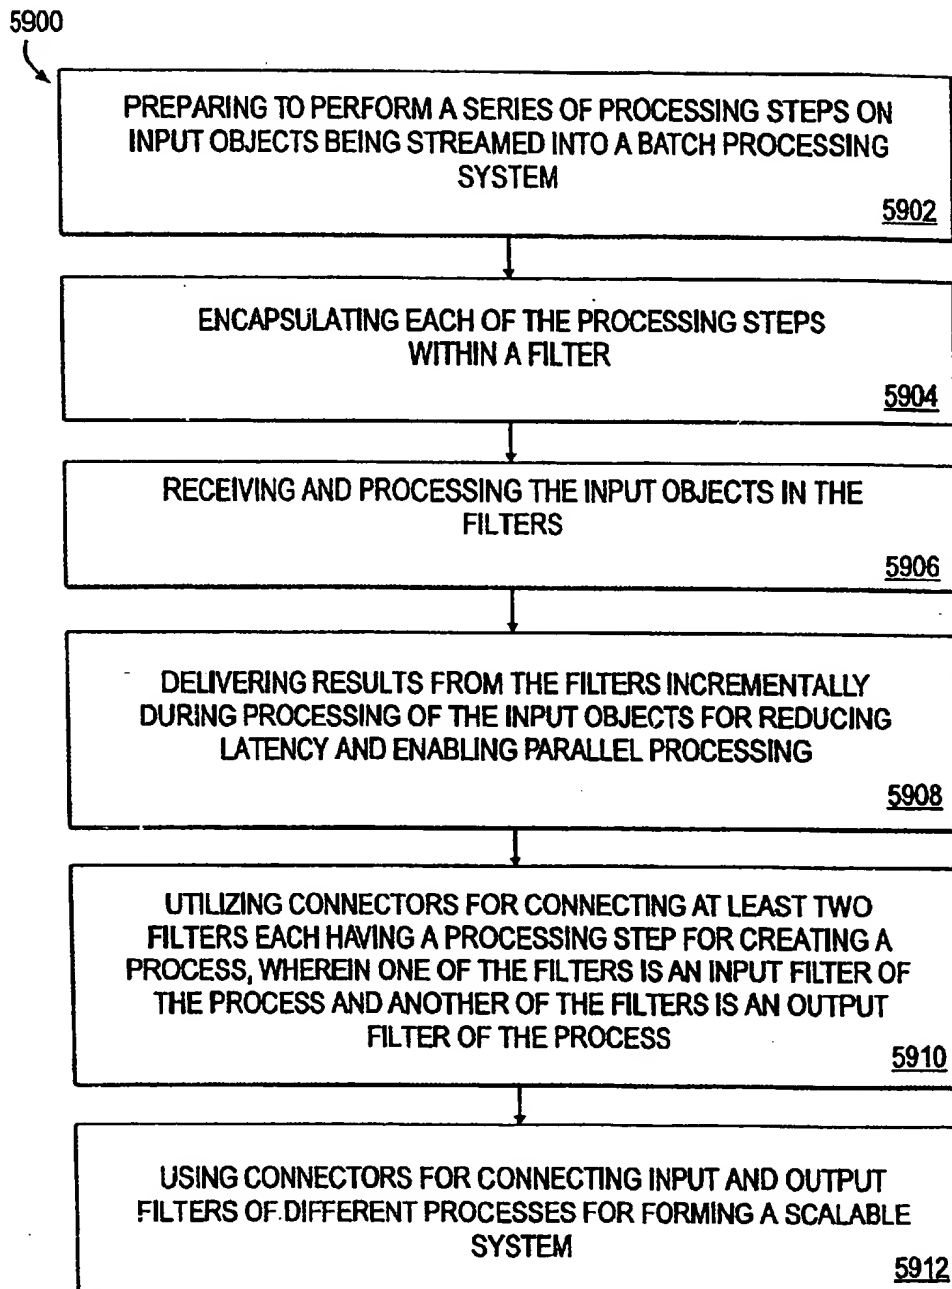 5900
PREPARING TO PERFORM A SERIES OF PROCESSING STEPS ON
INPUT OBJECTS BEING STREAMED INTO A BATCH PROCESSING
SYSTEM
5902
ENCAPSULATING EACH OF THE PROCESSING STEPS
WITHIN A FILTER
5904
RECEIVING AND PROCESSING THE INPUT OBJECTS IN THE
FILTERS
5906
DELIVERING RESULTS FROM THE FILTERS INCREMENTALLY
DURING PROCESSING OF THE INPUT OBJECTS FOR REDUCING
LATENCY AND ENABLING PARALLEL PROCESSING
5908
UTILIZING CONNECTORS FOR CONNECTING AT LEAST TWO
FILTERS EACH HAVING A PROCESSING STEP FOR CREATING A
PROCESS, WHEREIN ONE OF THE FILTERS IS AN INPUT FILTER OF
THE PROCESS AND ANOTHER OF THE FILTERS IS AN OUTPUT
FILTER OF THE PROCESS
5910
USING CONNECTORS FOR CONNECTING INPUT AND OUTPUT
FILTERS OF DIFFERENT PROCESSES FOR FORMING A SCALABLE
SYSTEM
5912